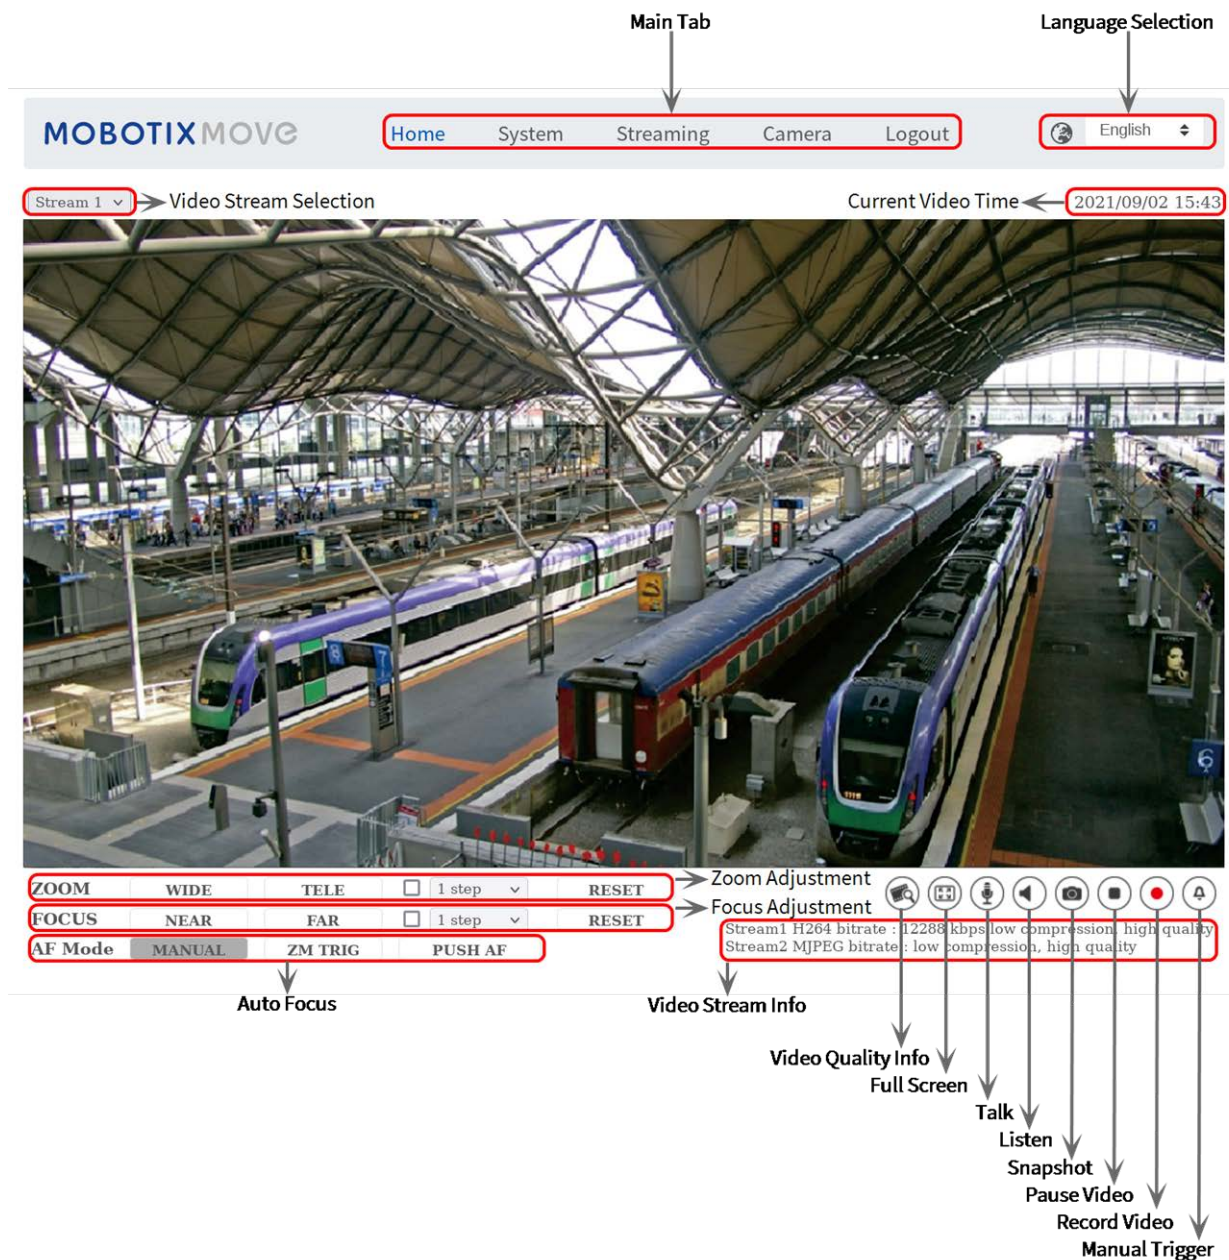 Main Tab
Language Selection
MOBOTIX MOVE
Home System Streaming Camera Logout
English
Stream 1
Video Stream Selection
Current Video Time
2021/09/02 15:43
8
7
6
ZOOM WIDE TELE 1 step RESET
Zoom Adjustment
FOCUS NEAR FAR 1 step RESET
Focus Adjustment
AF Mode MANUAL ZM TRIG PUSH AF
Stream1 H264 bitrate : 12288 kbps low compression, high quality
Stream2 MJPEG bitrate : low compression, high quality
Auto Focus
Video Stream Info
Video Quality Info
Full Screen
Talk
Listen
Snapshot
Pause Video
Record Video
Manual Trigger